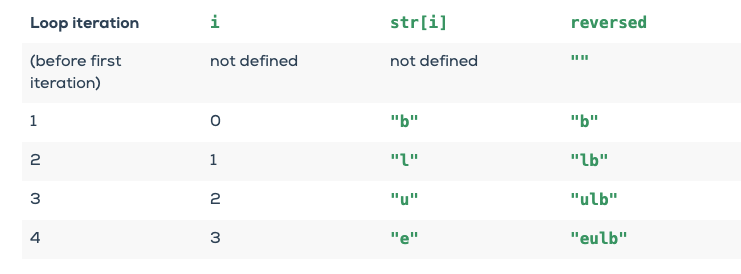 Loop iteration i str[i] reversed
(before first not defined not defined ""
iteration)
1 0 "b" "b"
2 1 "l" "lb"
3 2 "u" "ulb"
4 3 "e" "eulb"